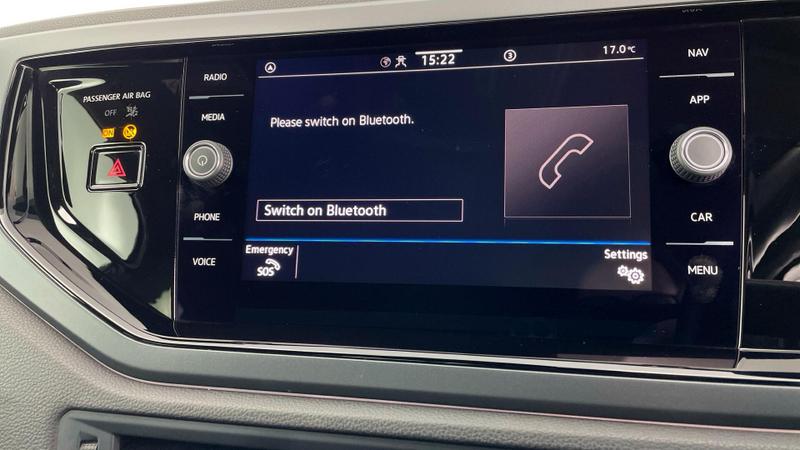 PASSENGER AIR BAG
OFF
ON
RADIO
MEDIA
PHONE
VOICE
A
15:22
3
17.0°C
Please switch on Bluetooth.
Switch on Bluetooth
Emergency
SOS
Settings
NAV
APP
CAR
MENU